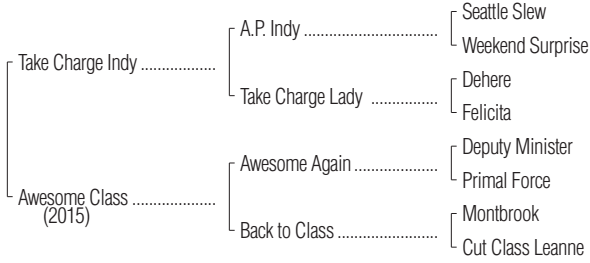 Seattle Slew
A.P. Indy ..............................
Weekend Surprise
Take Charge Indy .................
Dehere
Take Charge Lady ...............
Felicita
Deputy Minister
Awesome Again ...................
Primal Force
Awesome Class ...................
(2015)
Montbrook
Back to Class .......................
Cut Class Leanne